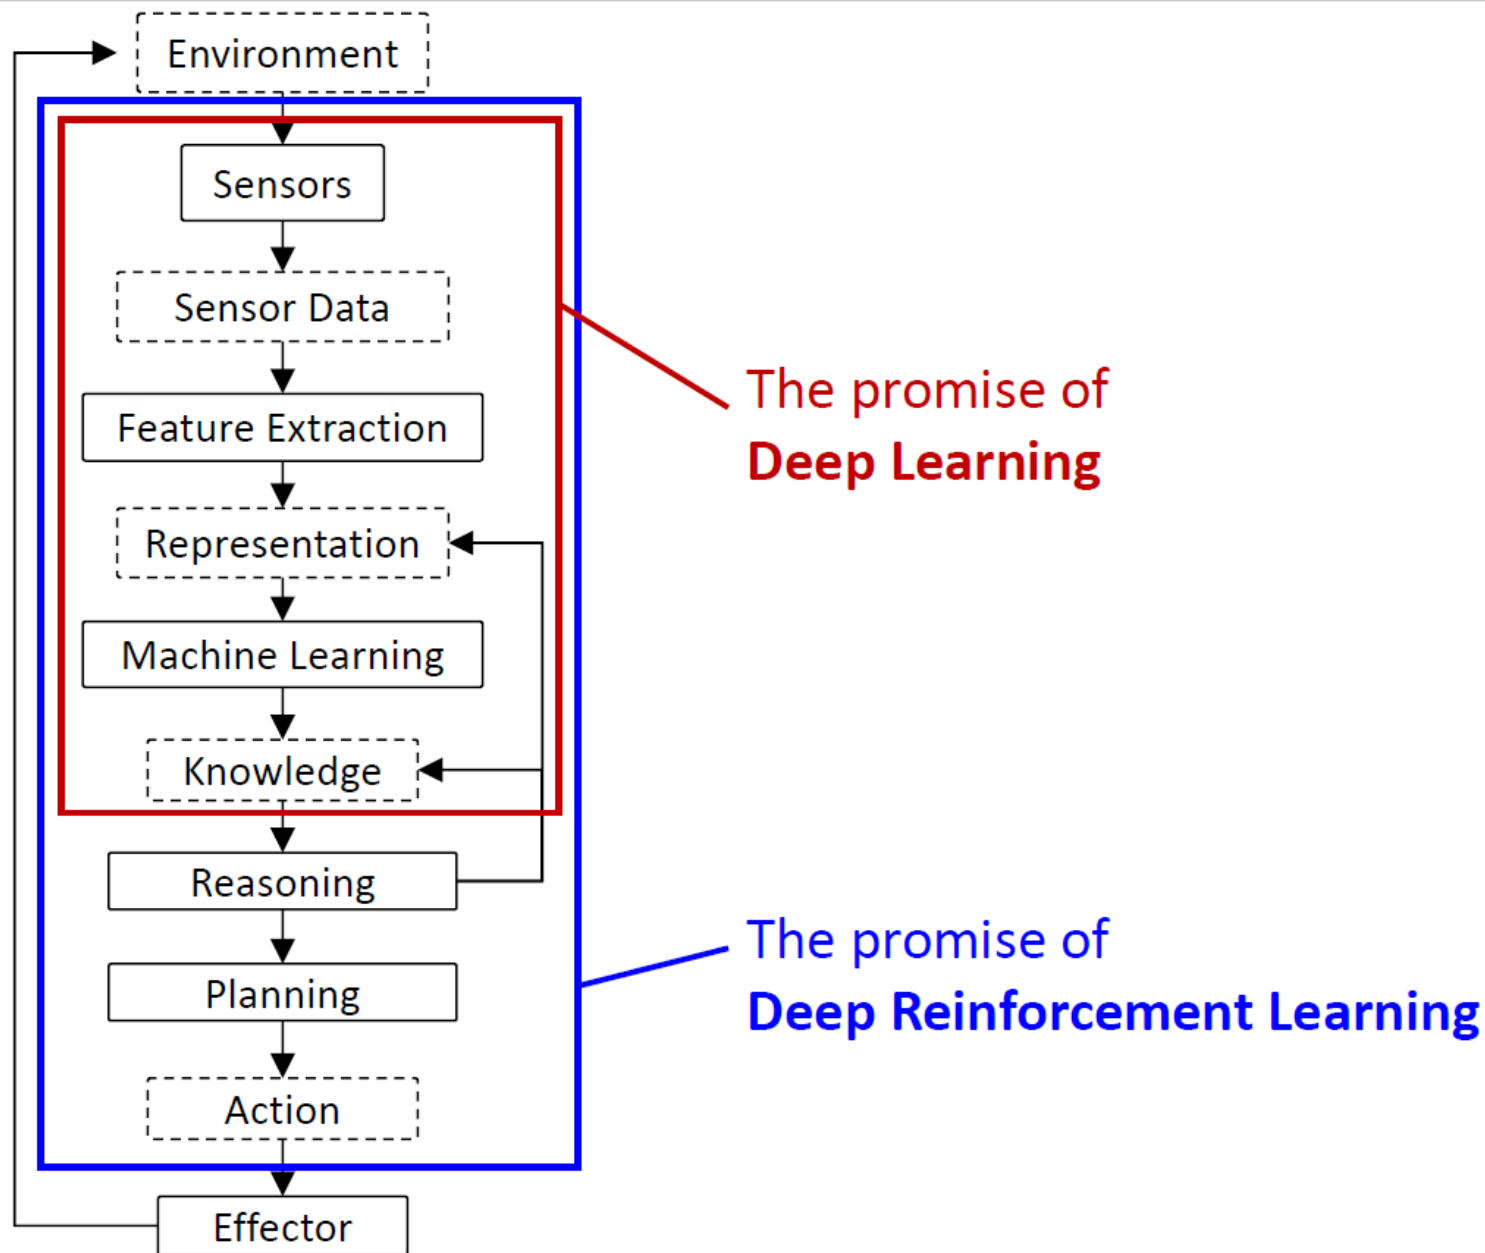 Environment
Sensors
Sensor Data
Feature Extraction
Representation
Machine Learning
Knowledge
Reasoning
Planning
Action
Effector
The promise of
Deep Learning
The promise of
Deep Reinforcement Learning